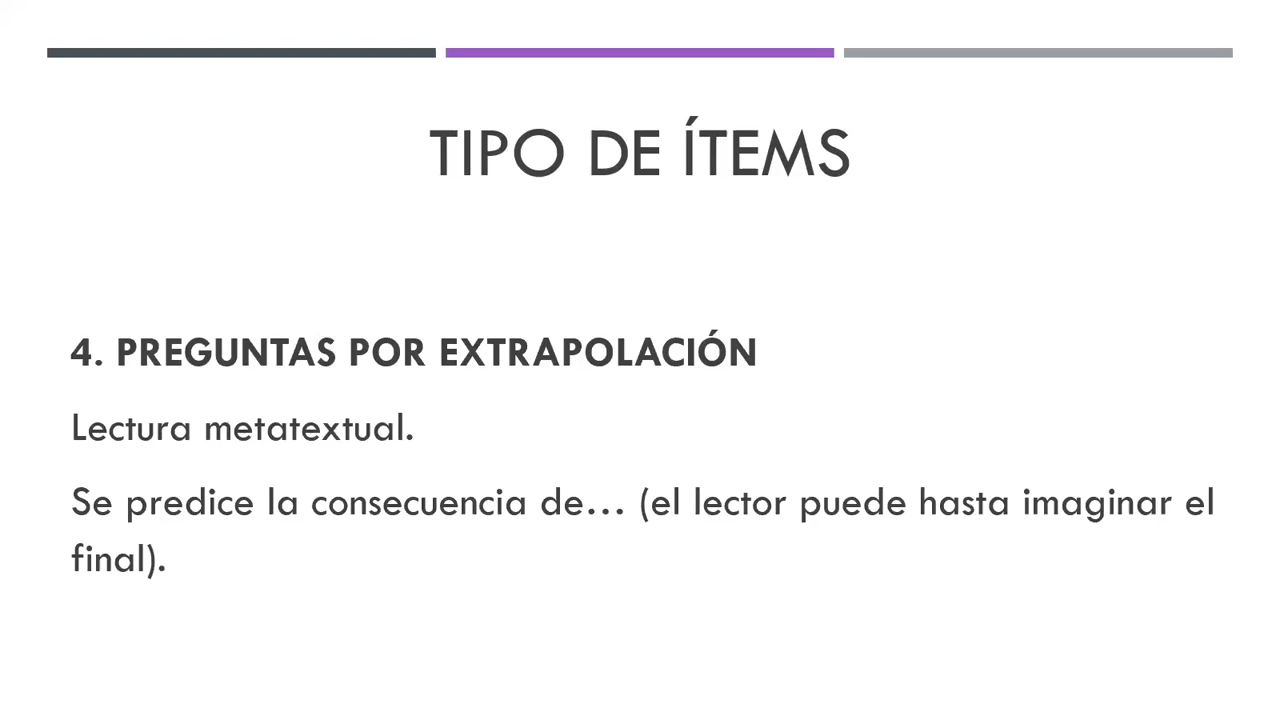 TIPO DE ÍTEMS
4. PREGUNTAS POR EXTRAPOLACIÓN
Lectura metatextual.
Se predice la consecuencia de… (el lector puede hasta imaginar el
final).